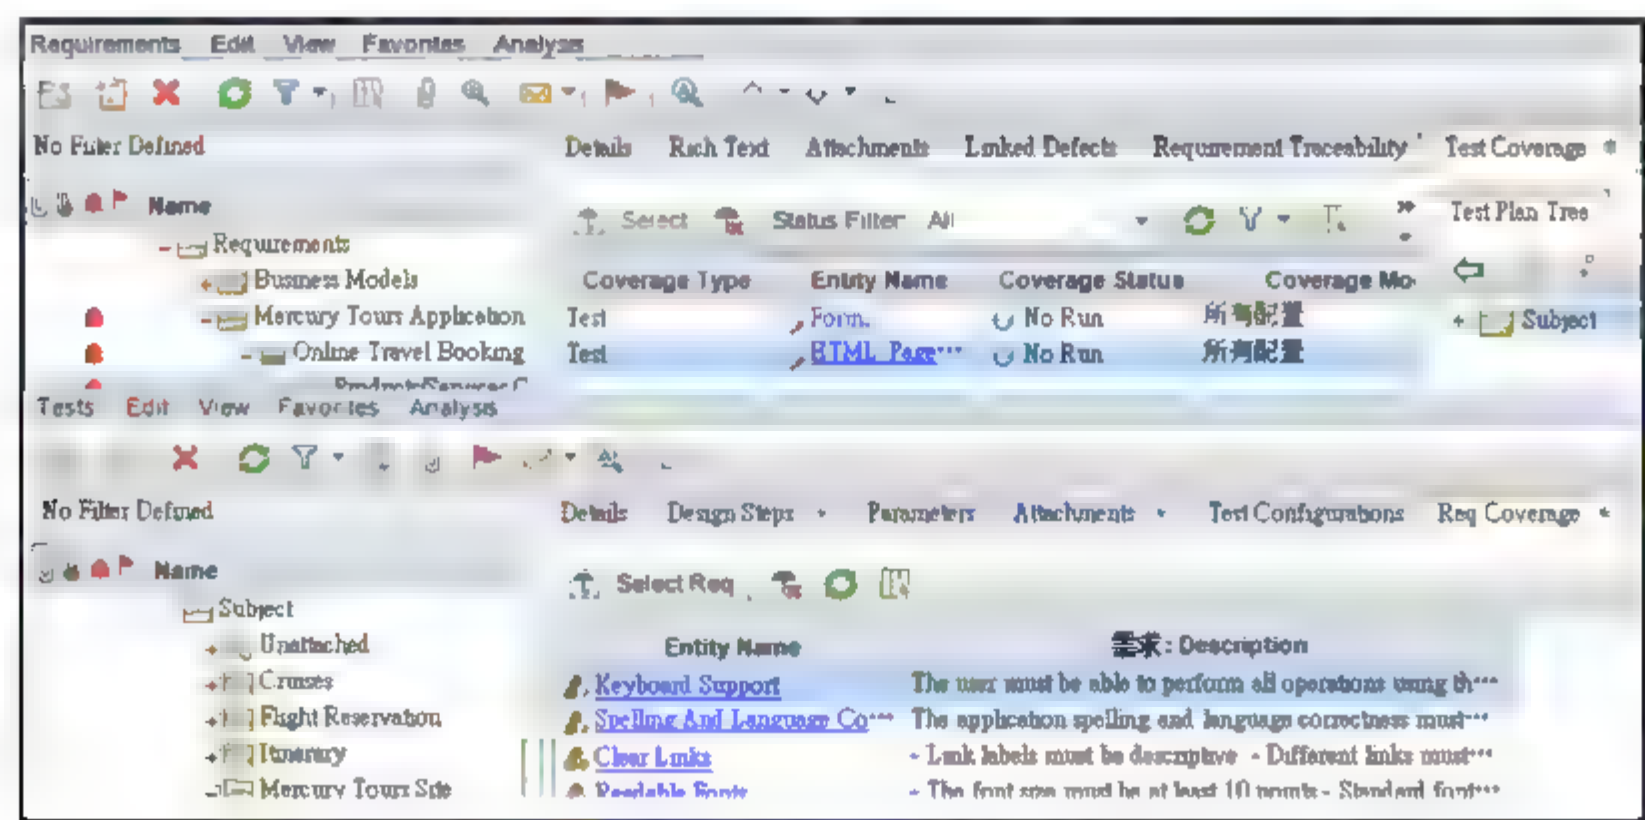 Requirements Edit View Favorites Analysis
No Filter Defined Details Rich Text Attachments Linked Defects Requirement Traceability Test Coverage *
Name
Select Status Filter All Test Plan Tree
Requirements
Business Models Coverage Type Entity Name Coverage Status Coverage Mo
Mercury Tours Application Test Form. No Run 所有配置 Subject
Online Travel Booking Test HTML Page... No Run 所有配置
Tests Edit View Favorites Analysis
No Filter Defined Details Design Steps Parameters Attachments Test Configurations Req Coverage *
Name
Select Req
Subject
Unattached Entity Name 需求: Description
Cruises Keyboard Support The user must be able to perform all operations using th...
Flight Reservation Spelling And Language Co... The application spelling and language correctness must...
Itinerary Clear Links - Link labels must be descriptive - Different links must...
Mercury Tours Site Readable Fonts - The font size must be at least 10 points - Standard font...